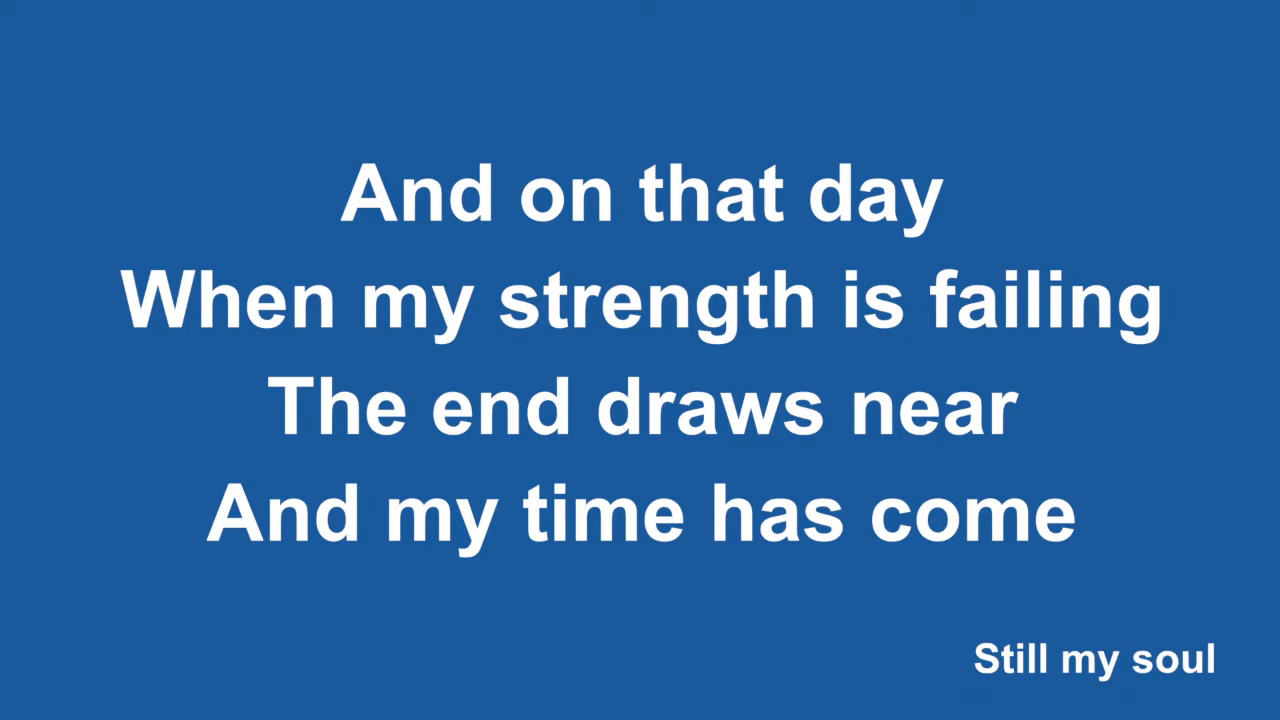 And on that day
When my strength is failing
The end draws near
And my time has come
Still my soul